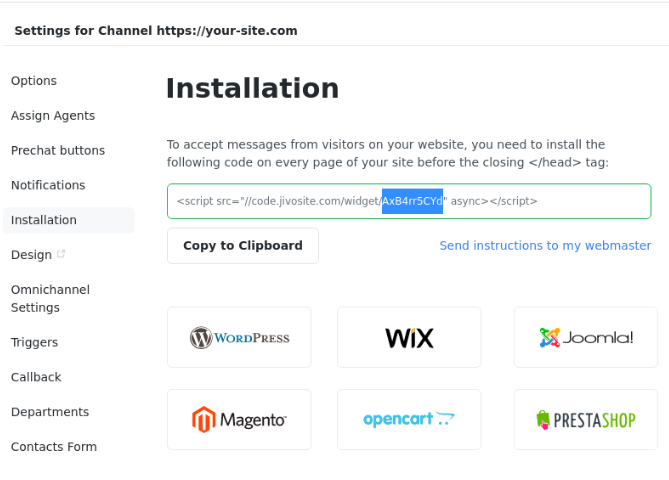 Settings for Channel https://your-site.com
Options
Assign Agents
Prechat buttons
Notifications
Installation
Design
Omnichannel
Settings
Triggers
Callback
Departments
Contacts Form
Installation
To accept messages from visitors on your website, you need to install the
following code on every page of your site before the closing </head> tag:
<script src="//code.jivosite.com/widget/AxB4rr5CYd" async></script>
Copy to Clipboard
Send instructions to my webmaster
WORDPRESS
WiX
Joomla!
Magento
opencart
PRESTASHOP